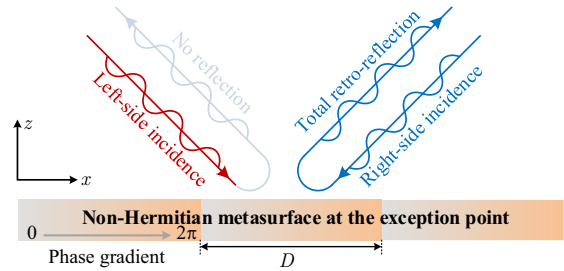 No reflection
Left-side incidence
Total retro-reflection
Right-side incidence
z
x
Non-Hermitian metasurface at the exception point
0
2π
Phase gradient
D